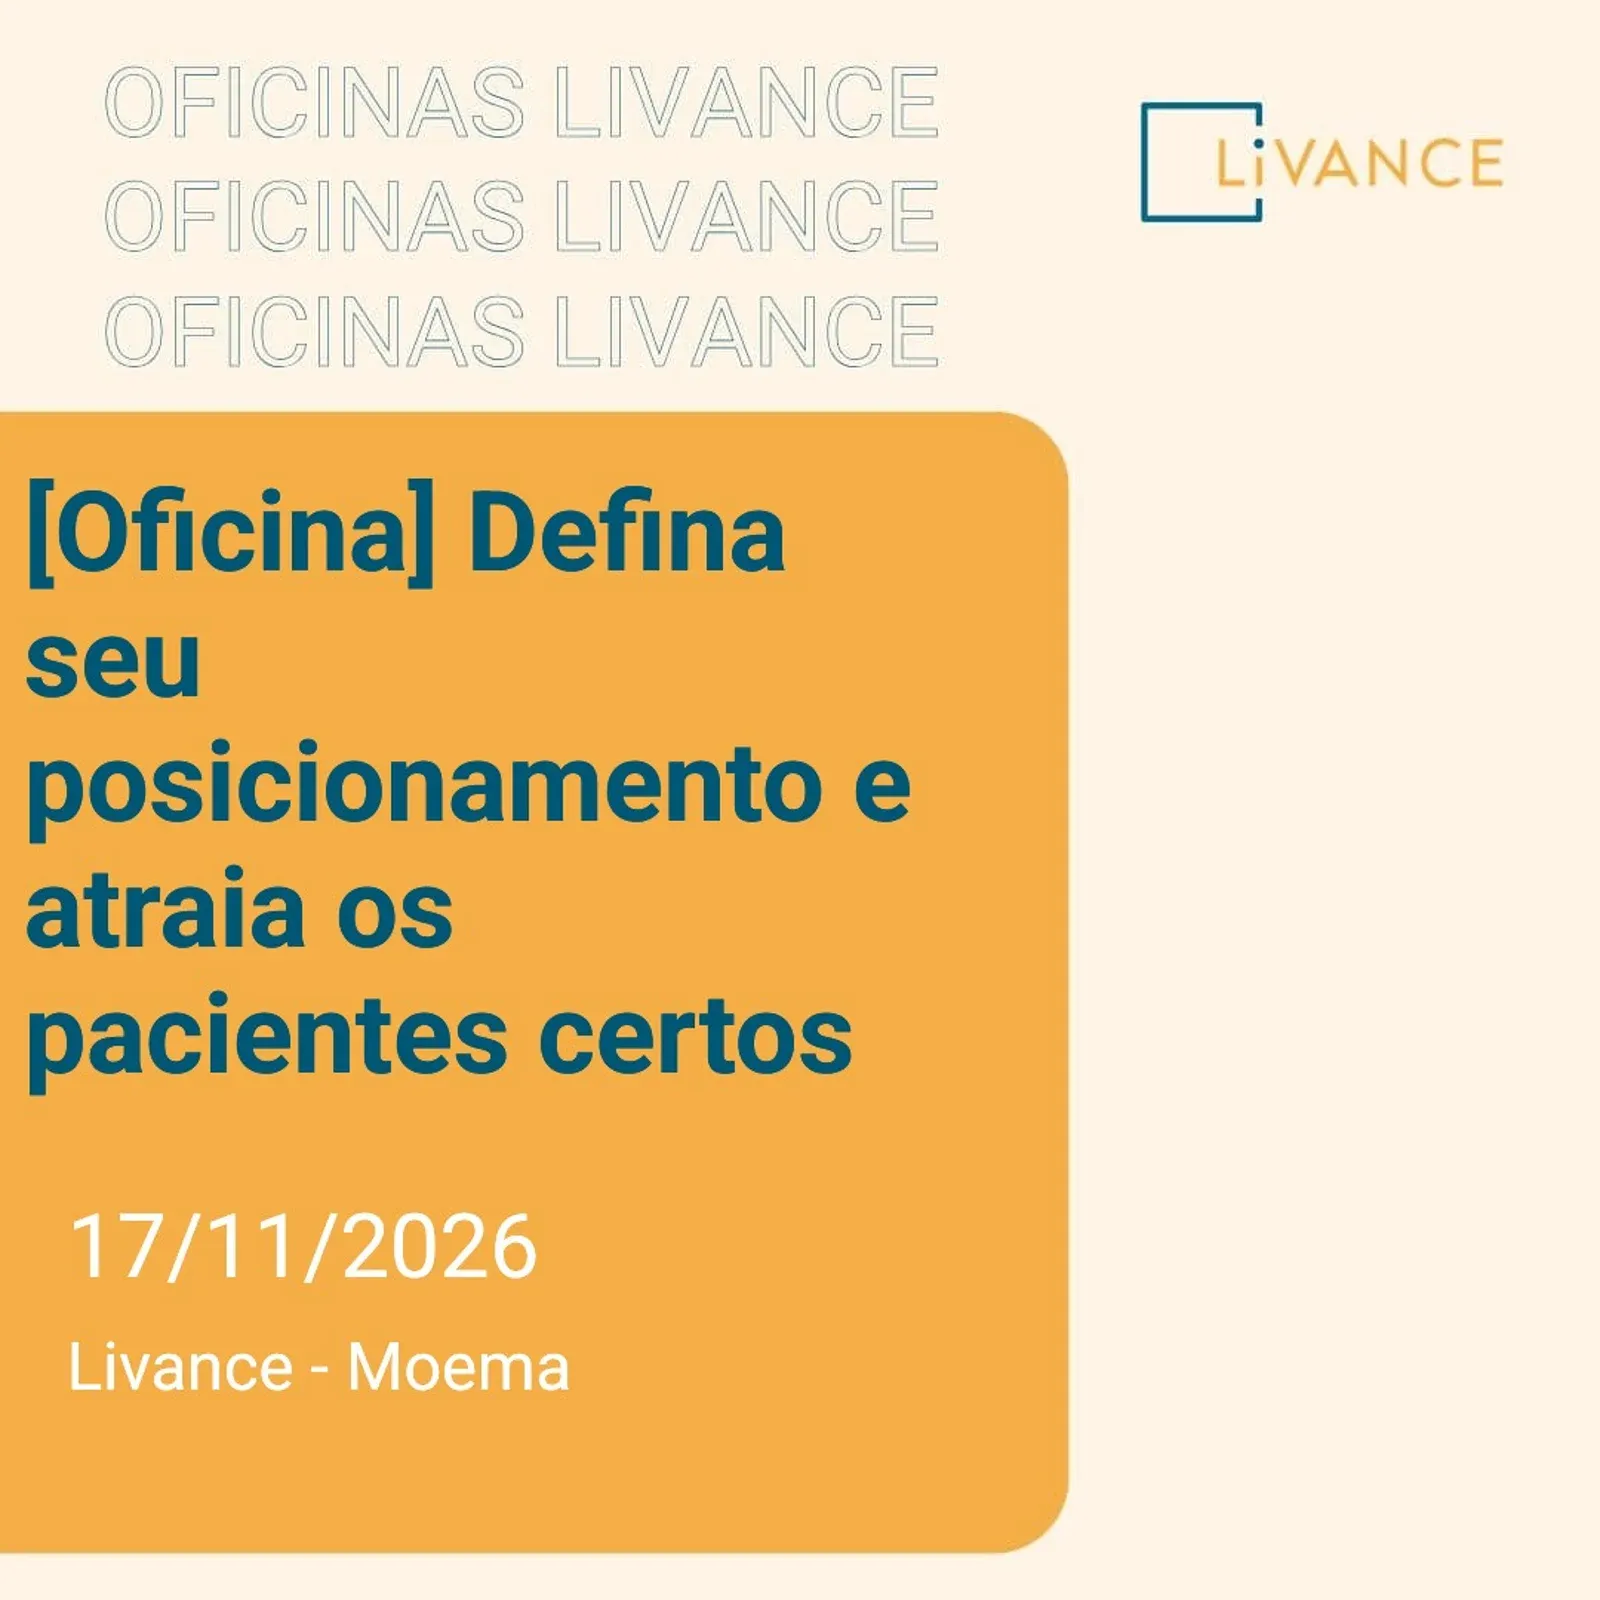 OFICINAS LIVANCE
OFICINAS LIVANCE
OFICINAS LIVANCE
LiVANCE
[Oficina] Defina
seu
posicionamento e
atraia os
pacientes certos
17/11/2026
Livance - Moema